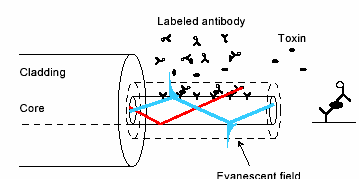 Labeled antibody
Toxin
Cladding
Core
Evanescent field